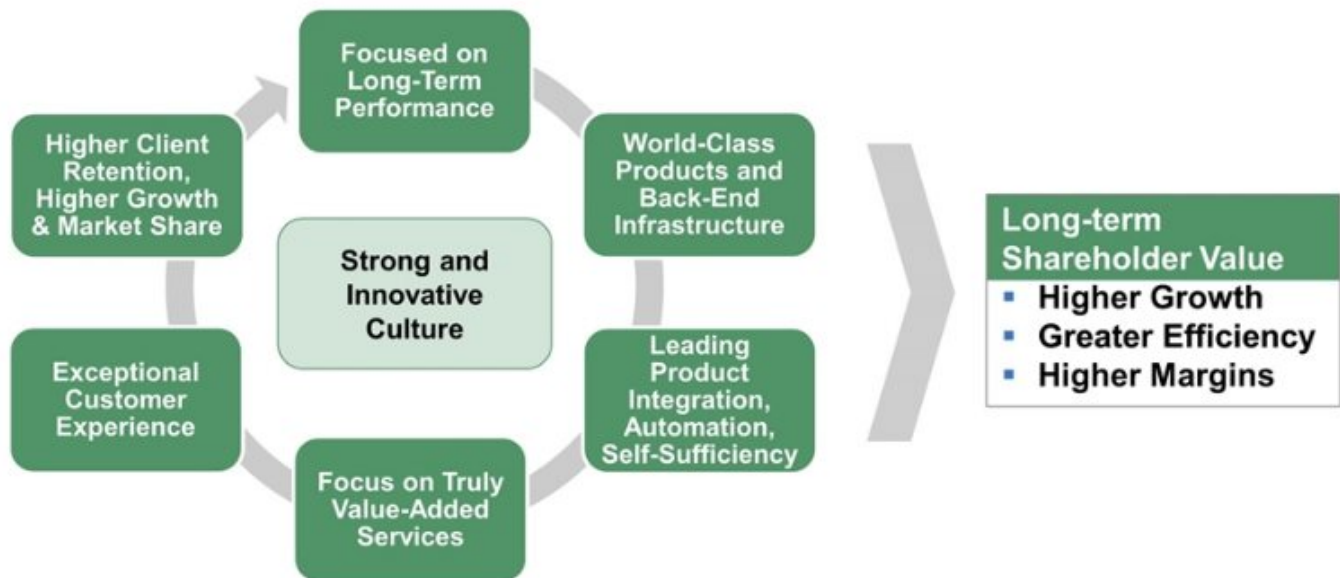 Focused on
Long-Term
Performance
World-Class
Products and
Back-End
Infrastructure
Leading
Product
Integration,
Automation,
Self-Sufficiency
Focus on Truly
Value-Added
Services
Exceptional
Customer
Experience
Higher Client
Retention,
Higher Growth
& Market Share
Strong and
Innovative
Culture
Long-term
Shareholder Value
▪ Higher Growth
▪ Greater Efficiency
▪ Higher Margins